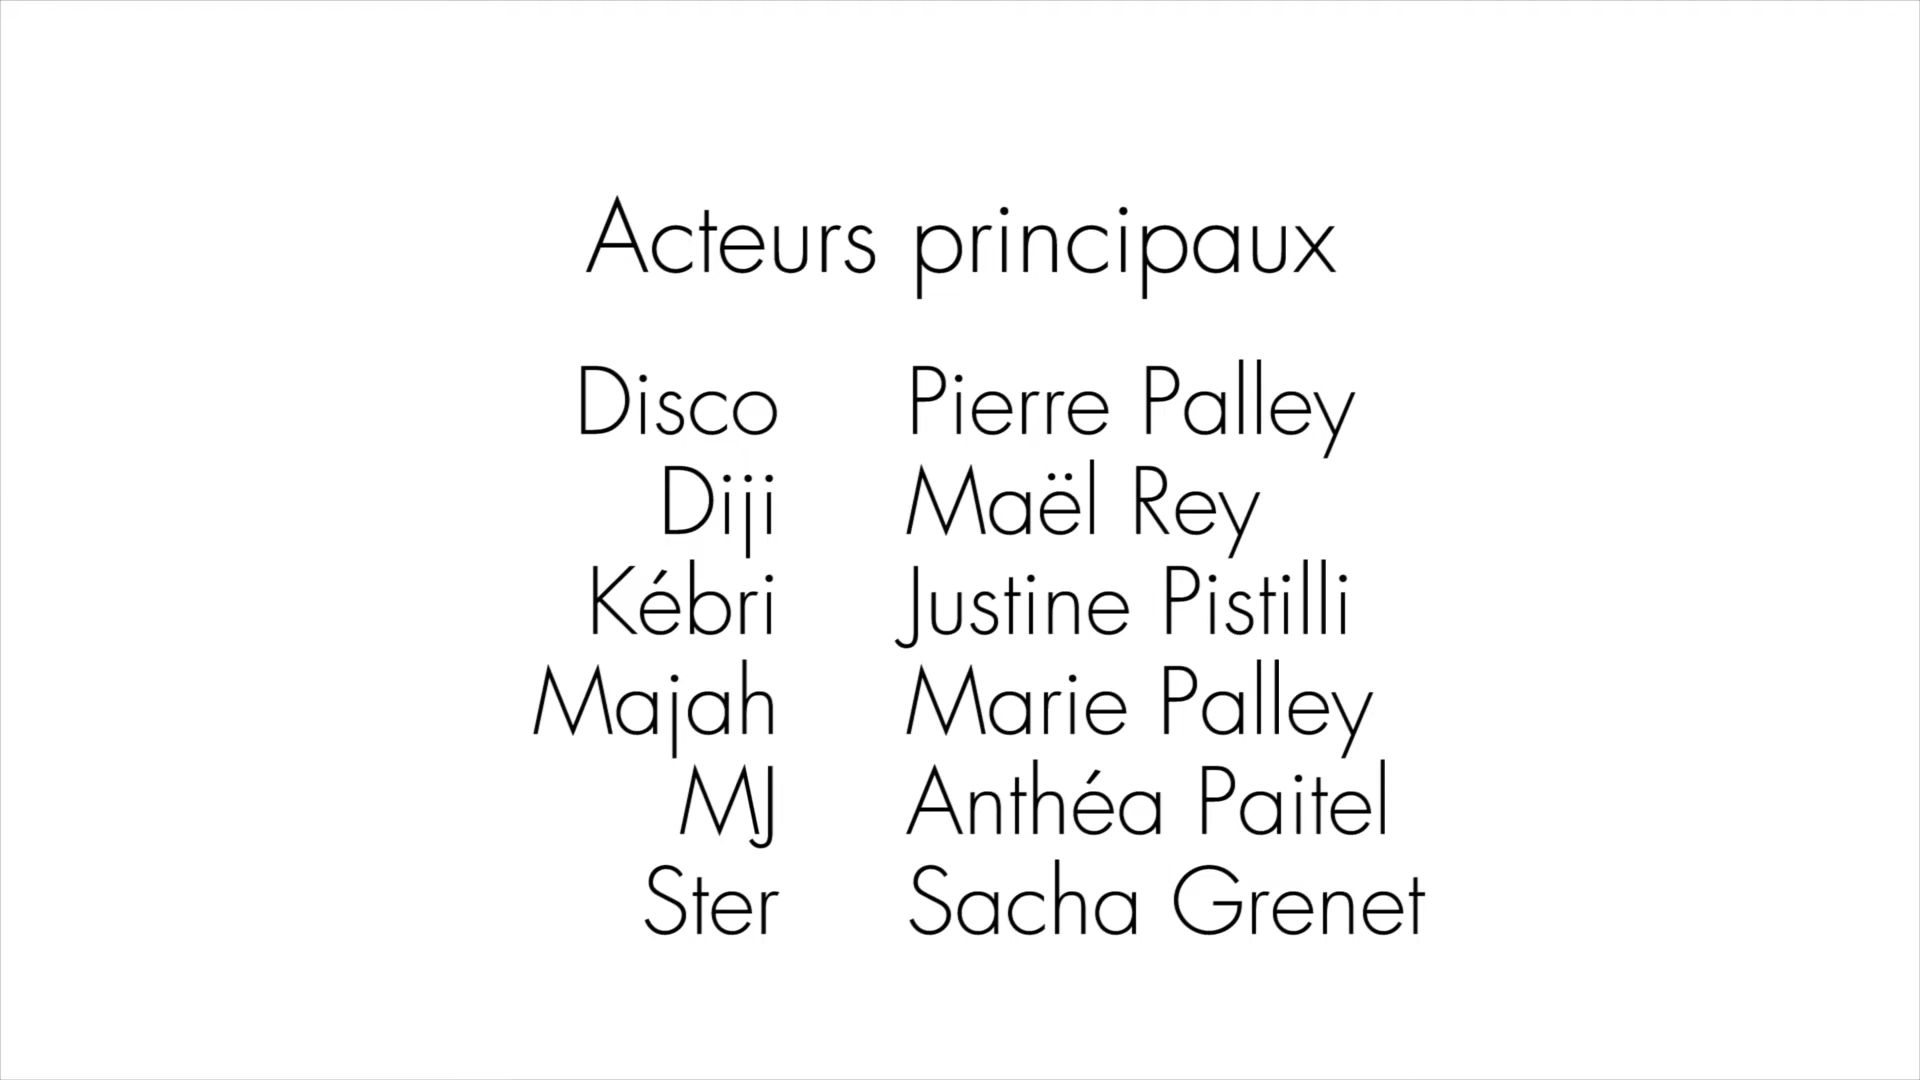 Acteurs principaux
Disco Pierre Palley
Diji Maël Rey
Kébri Justine Pistilli
Majah Marie Palley
MJ Anthéa Paitel
Ster Sacha Grenet